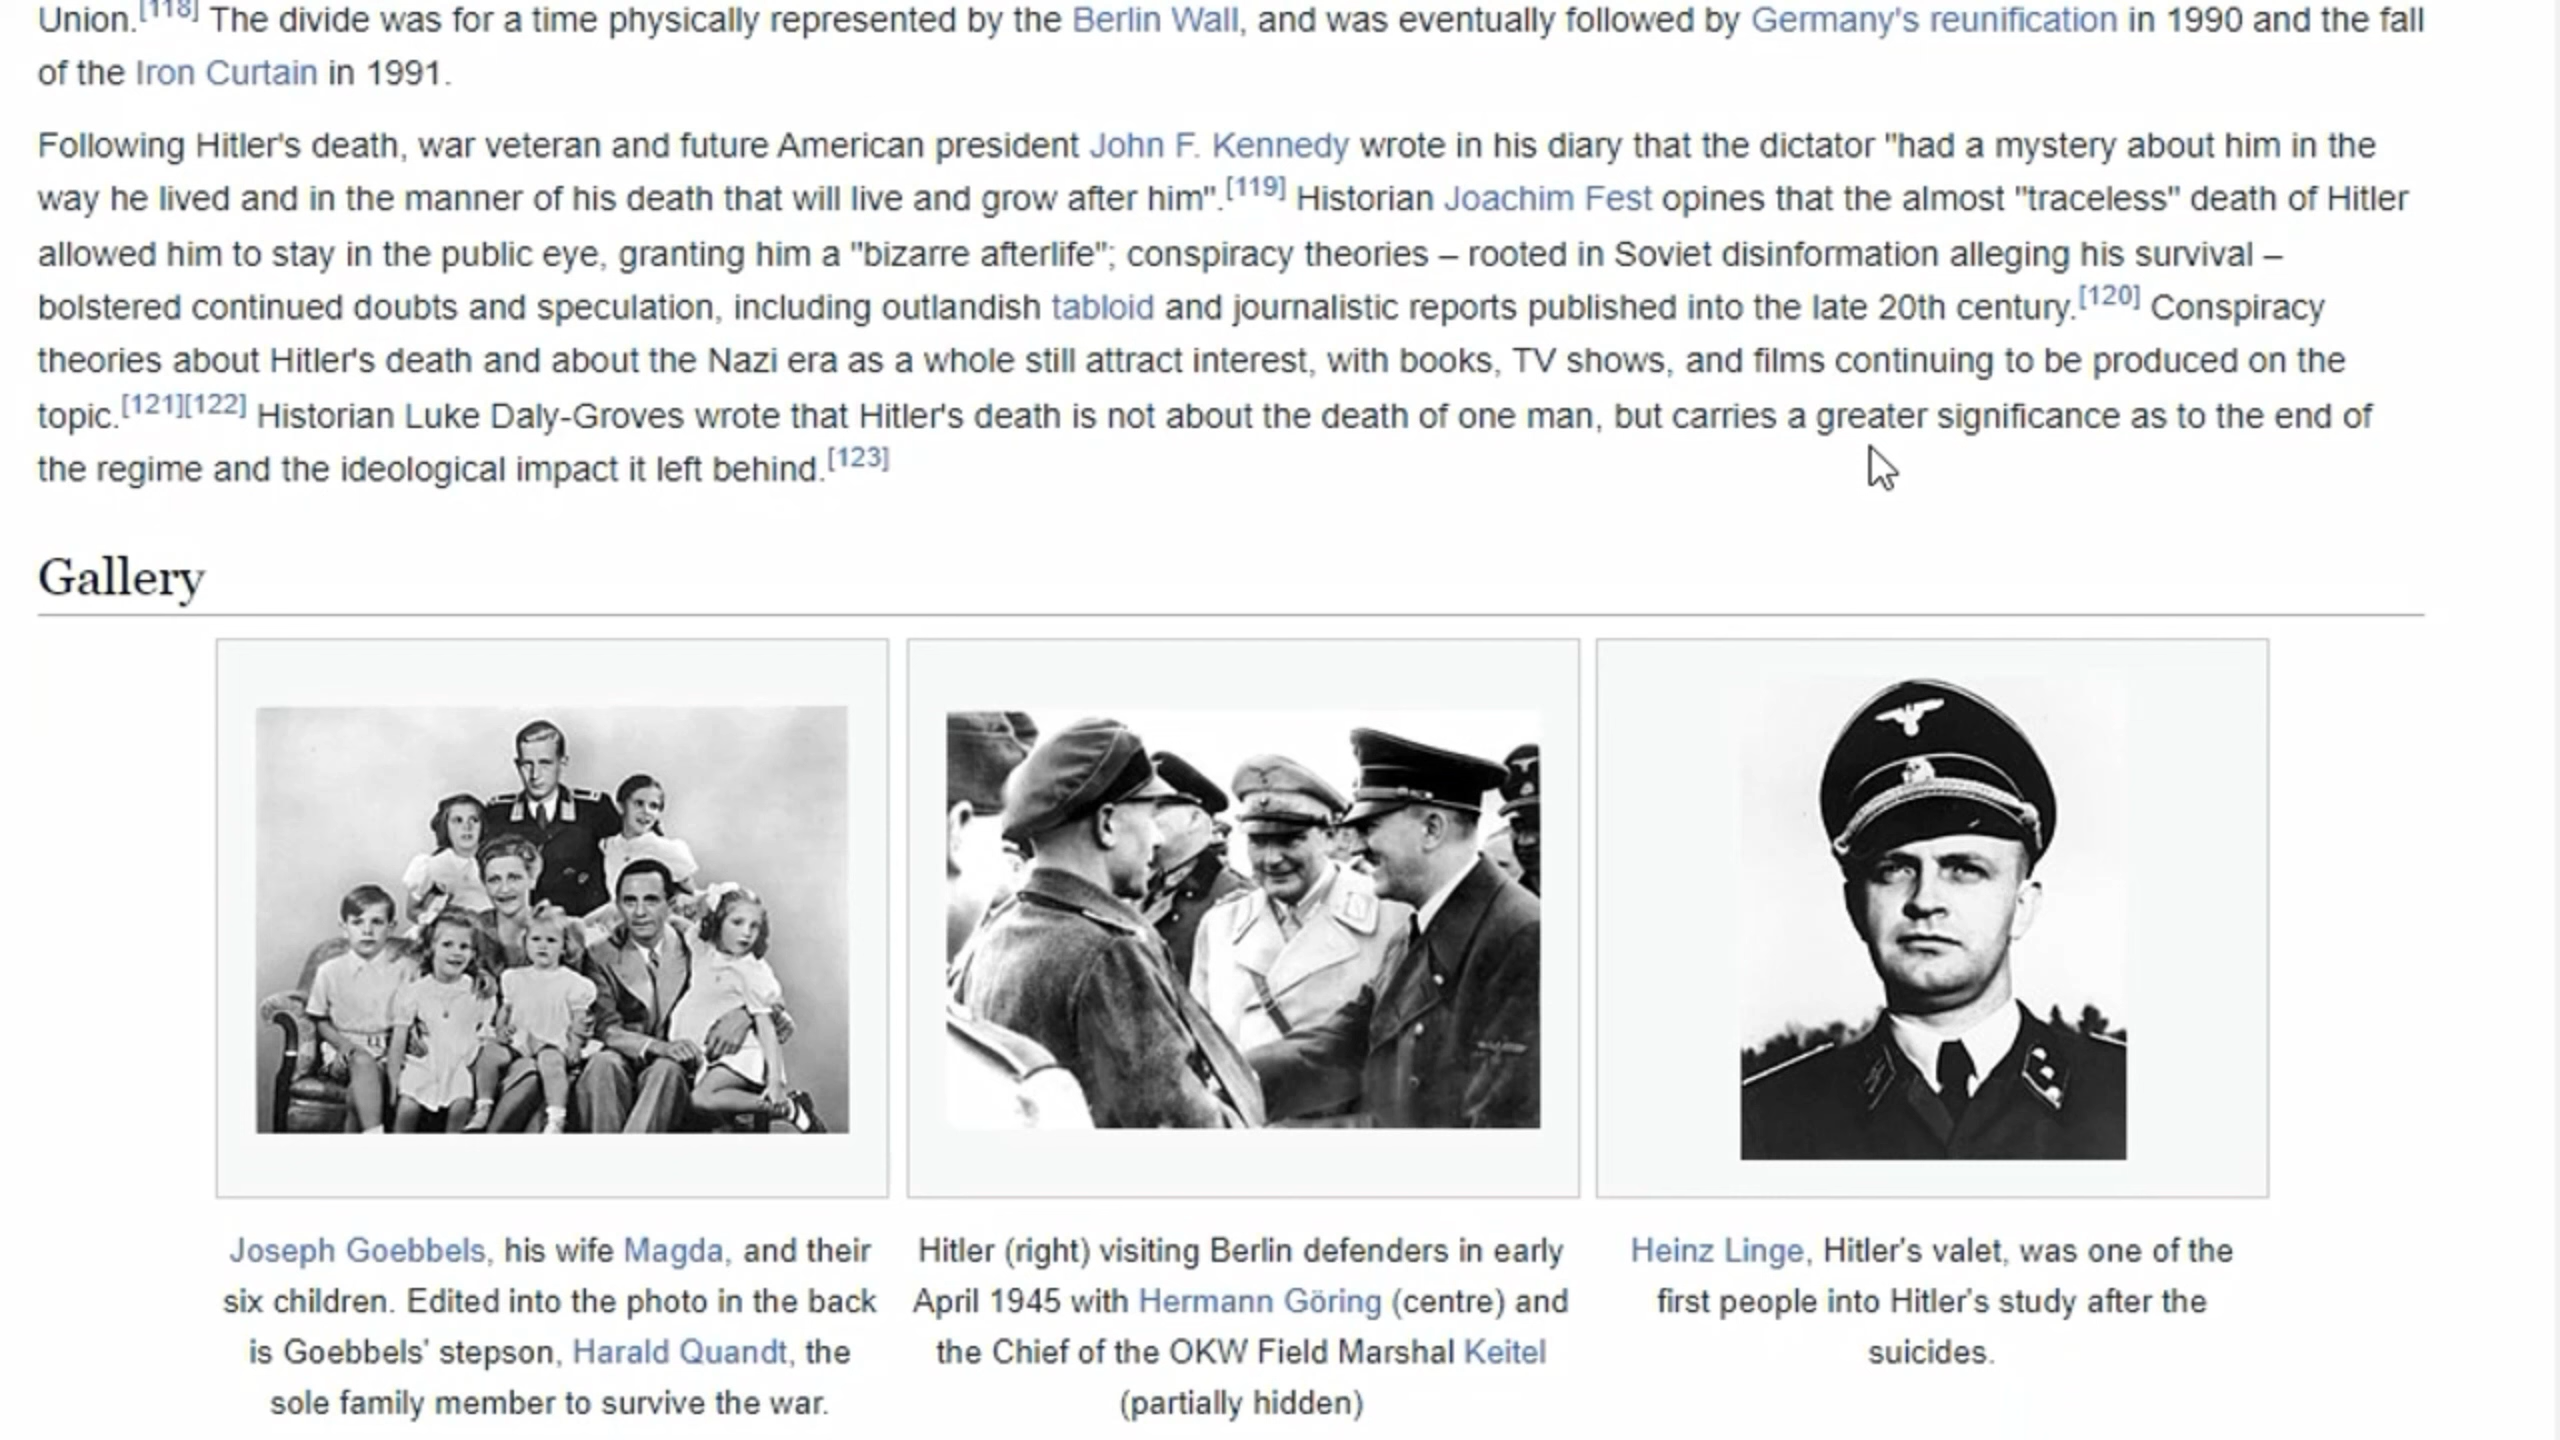 Union.[118] The divide was for a time physically represented by the Berlin Wall, and was eventually followed by Germany's reunification in 1990 and the fall
of the Iron Curtain in 1991.
Following Hitler's death, war veteran and future American president John F. Kennedy wrote in his diary that the dictator "had a mystery about him in the
way he lived and in the manner of his death that will live and grow after him".[119] Historian Joachim Fest opines that the almost "traceless" death of Hitler
allowed him to stay in the public eye, granting him a "bizarre afterlife"; conspiracy theories – rooted in Soviet disinformation alleging his survival –
bolstered continued doubts and speculation, including outlandish tabloid and journalistic reports published into the late 20th century.[120] Conspiracy
theories about Hitler's death and about the Nazi era as a whole still attract interest, with books, TV shows, and films continuing to be produced on the
topic.[121][122] Historian Luke Daly-Groves wrote that Hitler's death is not about the death of one man, but carries a greater significance as to the end of
the regime and the ideological impact it left behind.[123]
Gallery
Joseph Goebbels, his wife Magda, and their
six children. Edited into the photo in the back
is Goebbels' stepson, Harald Quandt, the
sole family member to survive the war.
Hitler (right) visiting Berlin defenders in early
April 1945 with Hermann Göring (centre) and
the Chief of the OKW Field Marshal Keitel
(partially hidden)
Heinz Linge, Hitler's valet, was one of the
first people into Hitler's study after the
suicides.